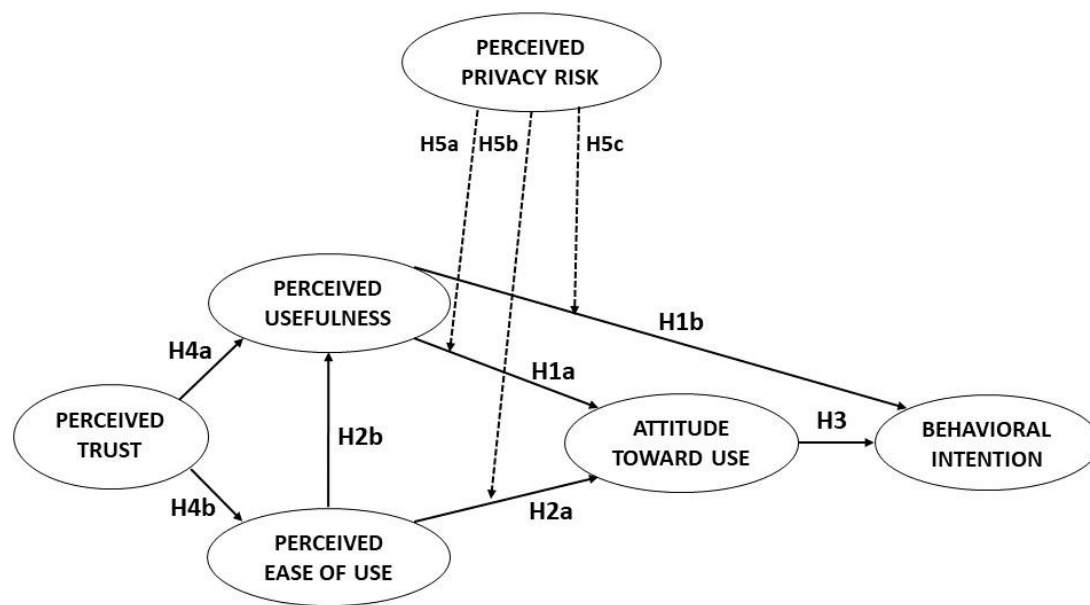 PERCEIVED
PRIVACY RISK
H5a
H5b
H5c
PERCEIVED
USEFULNESS
H1b
H4a
H1a
PERCEIVED
TRUST
H2b
ATTITUDE
TOWARD USE
H3
BEHAVIORAL
INTENTION
H4b
H2a
PERCEIVED
EASE OF USE